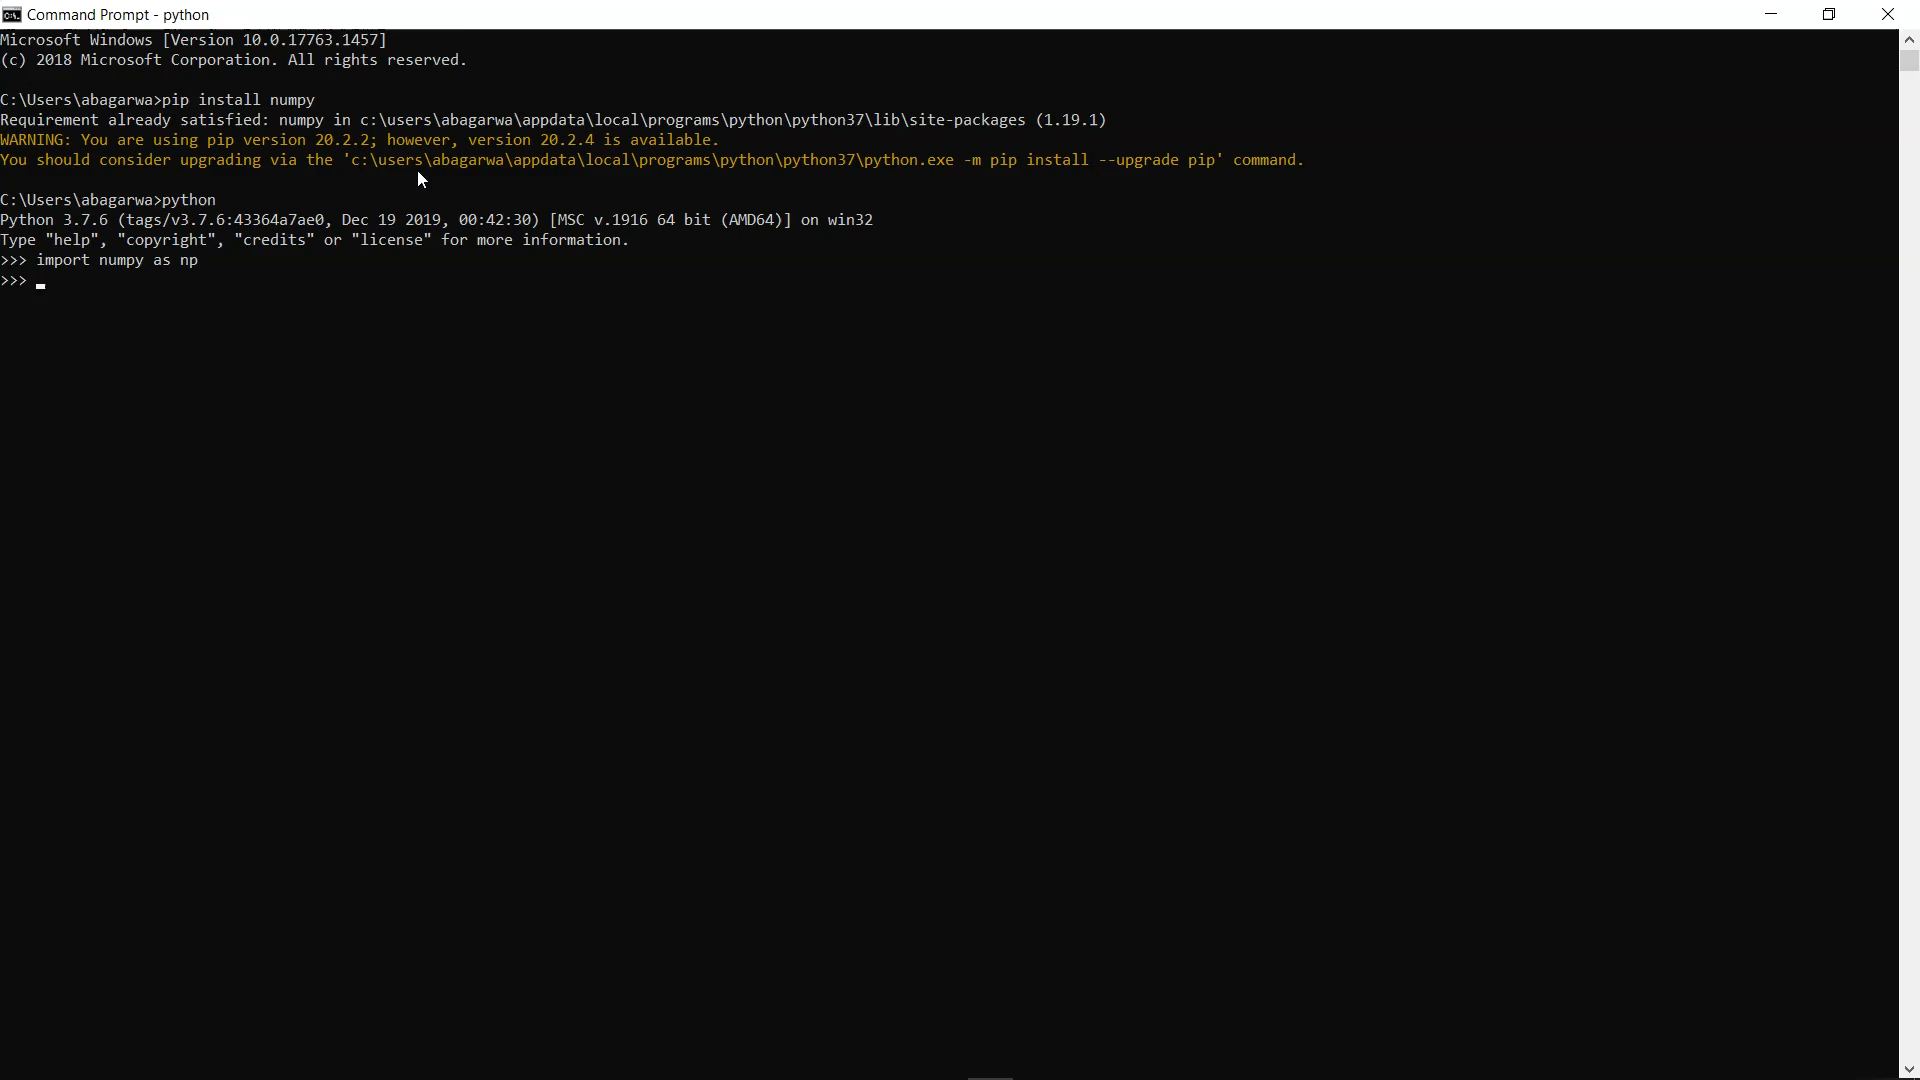 Command Prompt - python
Microsoft Windows [Version 10.0.17763.1457]
(c) 2018 Microsoft Corporation. All rights reserved.
C:\Users\abagarwa>pip install numpy
Requirement already satisfied: numpy in c:\users\abagarwa\appdata\local\programs\python\python37\lib\site-packages (1.19.1)
WARNING: You are using pip version 20.2.2; however, version 20.2.4 is available.
You should consider upgrading via the 'c:\users\abagarwa\appdata\local\programs\python\python37\python.exe -m pip install --upgrade pip' command.
C:\Users\abagarwa>python
Python 3.7.6 (tags/v3.7.6:43364a7ae0, Dec 19 2019, 00:42:30) [MSC v.1916 64 bit (AMD64)] on win32
Type "help", "copyright", "credits" or "license" for more information.
>>> import numpy as np
>>>